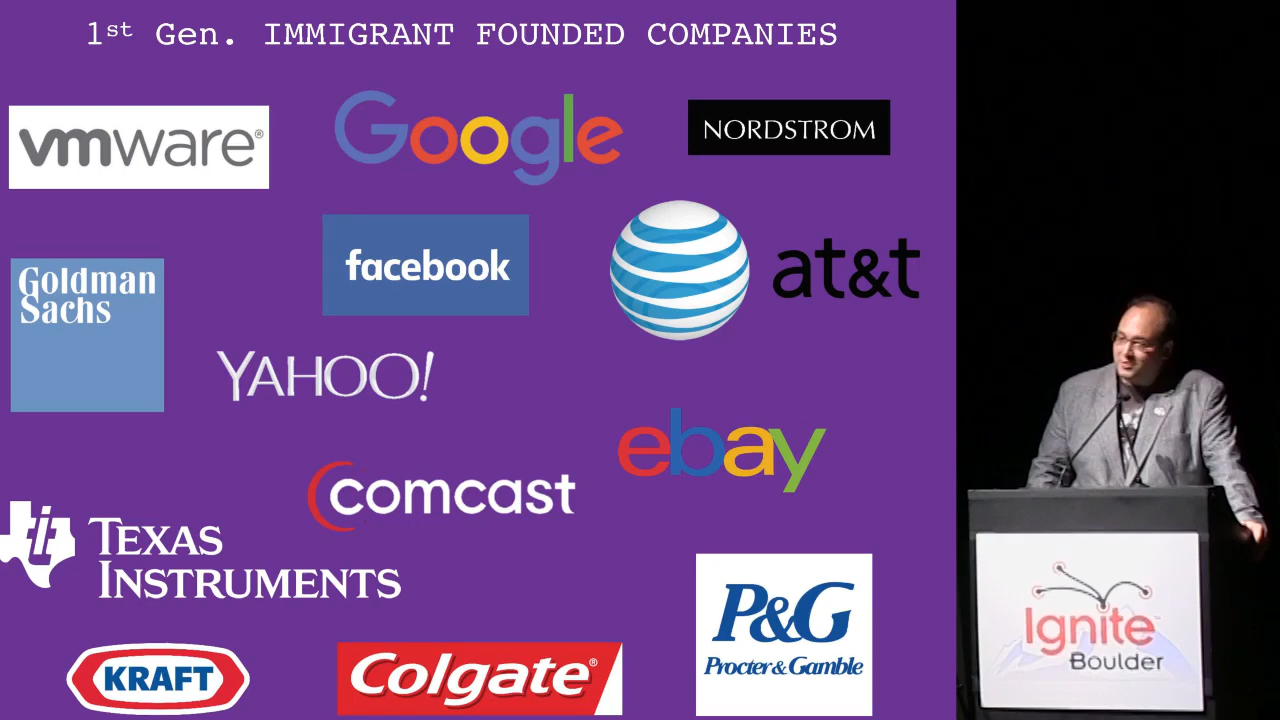 1st Gen. IMMIGRANT FOUNDED COMPANIES
vmware®
Google
NORDSTROM
facebook
at&t
Goldman
Sachs
YAHOO!
ebay
comcast
TEXAS
INSTRUMENTS
P&G
Procter & Gamble
KRAFT
Colgate®
Ignite™
Boulder